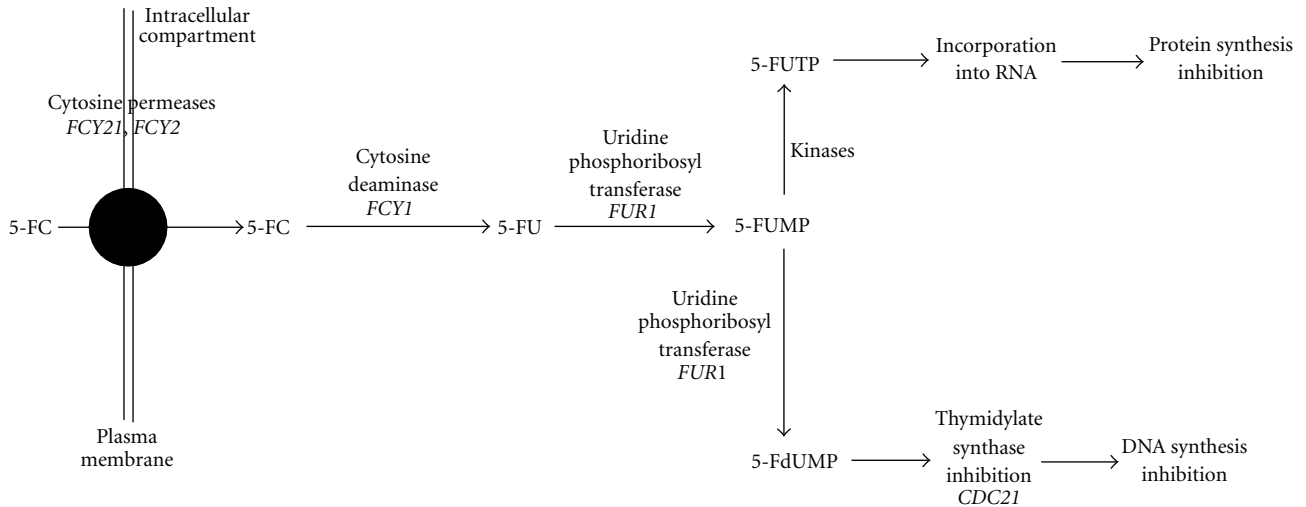 Intracellular
compartment
Cytosine permeases
FCY21, FCY2
5-FC
5-FC
Cytosine
deaminase
FCY1
5-FU
Uridine
phosphoribosyl
transferase
FUR1
5-FUMP
Kinases
5-FUTP
Incorporation
into RNA
Protein synthesis
inhibition
Uridine
phosphoribosyl
transferase
FUR1
5-FdUMP
Thymidylate
synthase
inhibition
CDC21
DNA synthesis
inhibition
Plasma
membrane